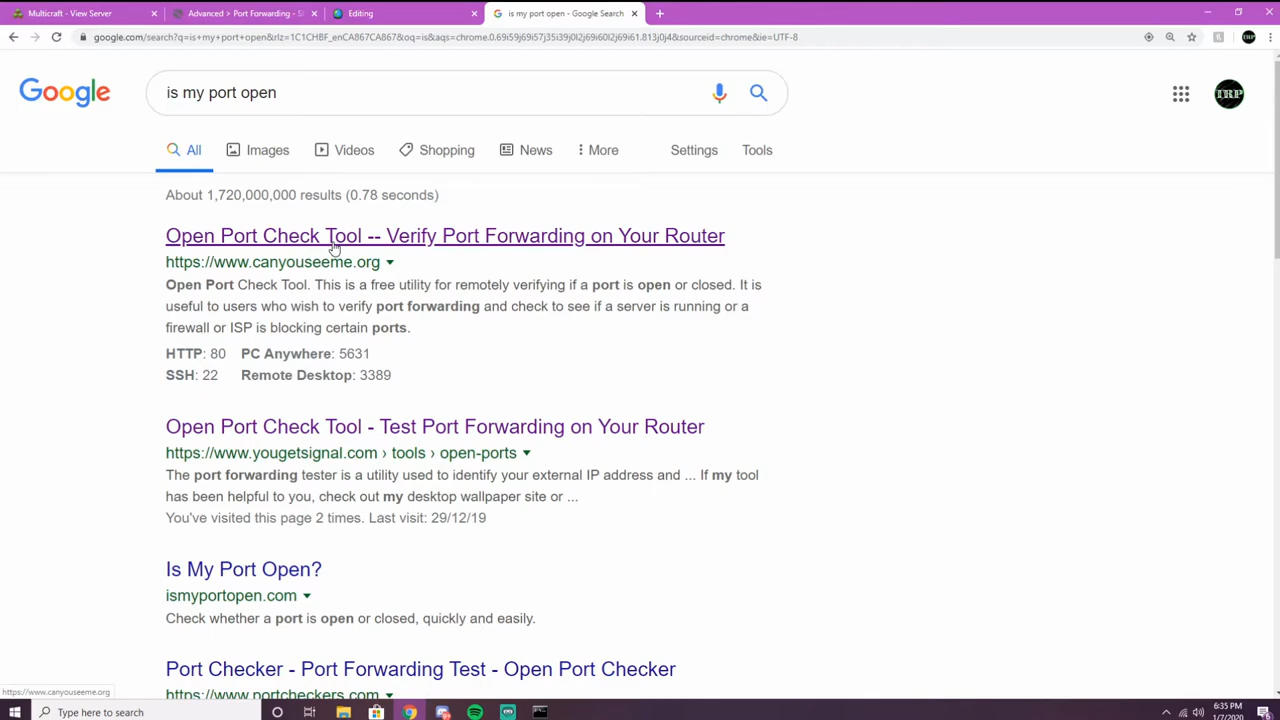 Multicraft - View Server
Advanced > Port Forwarding -
Editing
is my port open - Google Search
google.com/search?q=is+my+port+open&rlz=1C1CHBF_enCA867CA867&oq=is&aqs=chrome.0.69i59j69i57j35i39j0l2j69i60l2j69i61.813j0j4&sourceid=chrome&ie=UTF-8
Google
is my port open
TRP
All
Images
Videos
Shopping
News
More
Settings
Tools
About 1,720,000,000 results (0.78 seconds)
Open Port Check Tool -- Verify Port Forwarding on Your Router
https://www.canyouseeme.org
Open Port Check Tool. This is a free utility for remotely verifying if a port is open or closed. It is
useful to users who wish to verify port forwarding and check to see if a server is running or a
firewall or ISP is blocking certain ports.
HTTP: 80 PC Anywhere: 5631
SSH: 22 Remote Desktop: 3389
Open Port Check Tool - Test Port Forwarding on Your Router
https://www.yougetsignal.com › tools › open-ports
The port forwarding tester is a utility used to identify your external IP address and ... If my tool
has been helpful to you, check out my desktop wallpaper site or ...
You've visited this page 2 times. Last visit: 29/12/19
Is My Port Open?
ismyportopen.com
Check whether a port is open or closed, quickly and easily.
Port Checker - Port Forwarding Test - Open Port Checker
https://www.portcheckers.com
https://www.canyouseeme.org
Type here to search
6:35 PM
1/7/2020